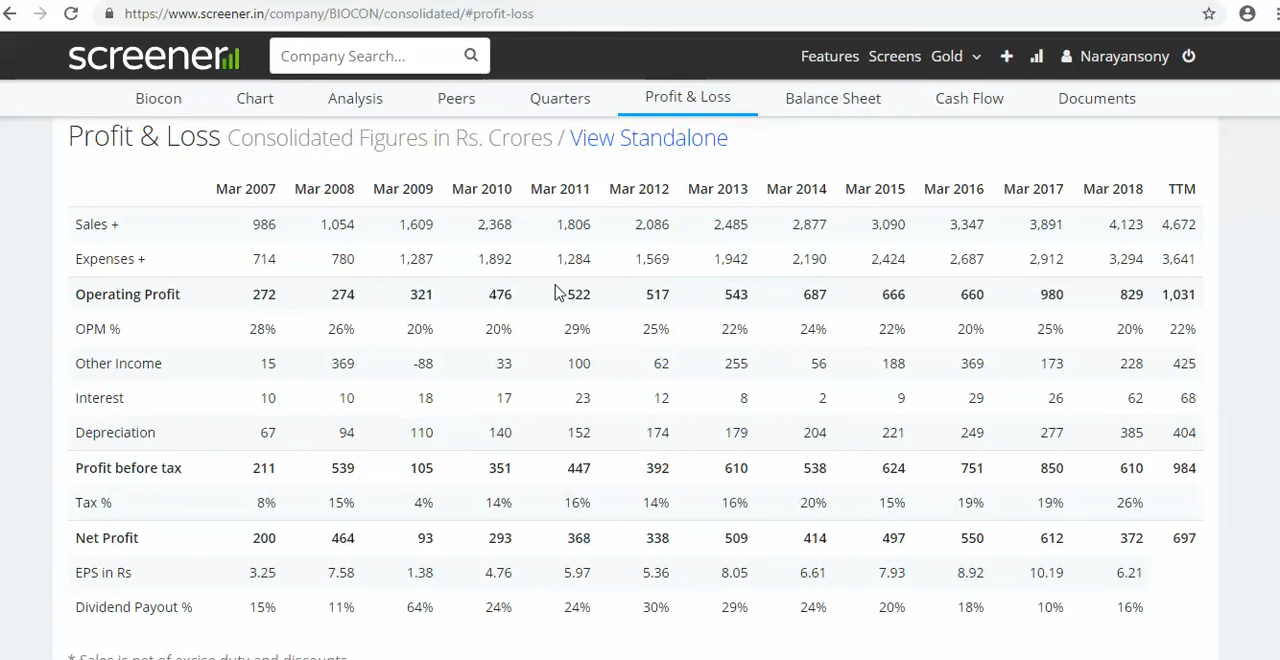 https://www.screener.in/company/BIOCON/consolidated/#profit-loss
screener Company Search... Features Screens Gold Narayansony
Biocon Chart Analysis Peers Quarters Profit & Loss Balance Sheet Cash Flow Documents
Profit & Loss Consolidated Figures in Rs. Crores / View Standalone
Mar 2007 Mar 2008 Mar 2009 Mar 2010 Mar 2011 Mar 2012 Mar 2013 Mar 2014 Mar 2015 Mar 2016 Mar 2017 Mar 2018 TTM
Sales + 986 1,054 1,609 2,368 1,806 2,086 2,485 2,877 3,090 3,347 3,891 4,123 4,672
Expenses + 714 780 1,287 1,892 1,284 1,569 1,942 2,190 2,424 2,687 2,912 3,294 3,641
Operating Profit 272 274 321 476 522 517 543 687 666 660 980 829 1,031
OPM % 28% 26% 20% 20% 29% 25% 22% 24% 22% 20% 25% 20% 22%
Other Income 15 369 -88 33 100 62 255 56 188 369 173 228 425
Interest 10 10 18 17 23 12 8 2 9 29 26 62 68
Depreciation 67 94 110 140 152 174 179 204 221 249 277 385 404
Profit before tax 211 539 105 351 447 392 610 538 624 751 850 610 984
Tax % 8% 15% 4% 14% 16% 14% 16% 20% 15% 19% 19% 26%
Net Profit 200 464 93 293 368 338 509 414 497 550 612 372 697
EPS in Rs 3.25 7.58 1.38 4.76 5.97 5.36 8.05 6.61 7.93 8.92 10.19 6.21
Dividend Payout % 15% 11% 64% 24% 24% 30% 29% 24% 20% 18% 10% 16%
* Sales is net of excise duty and discounts